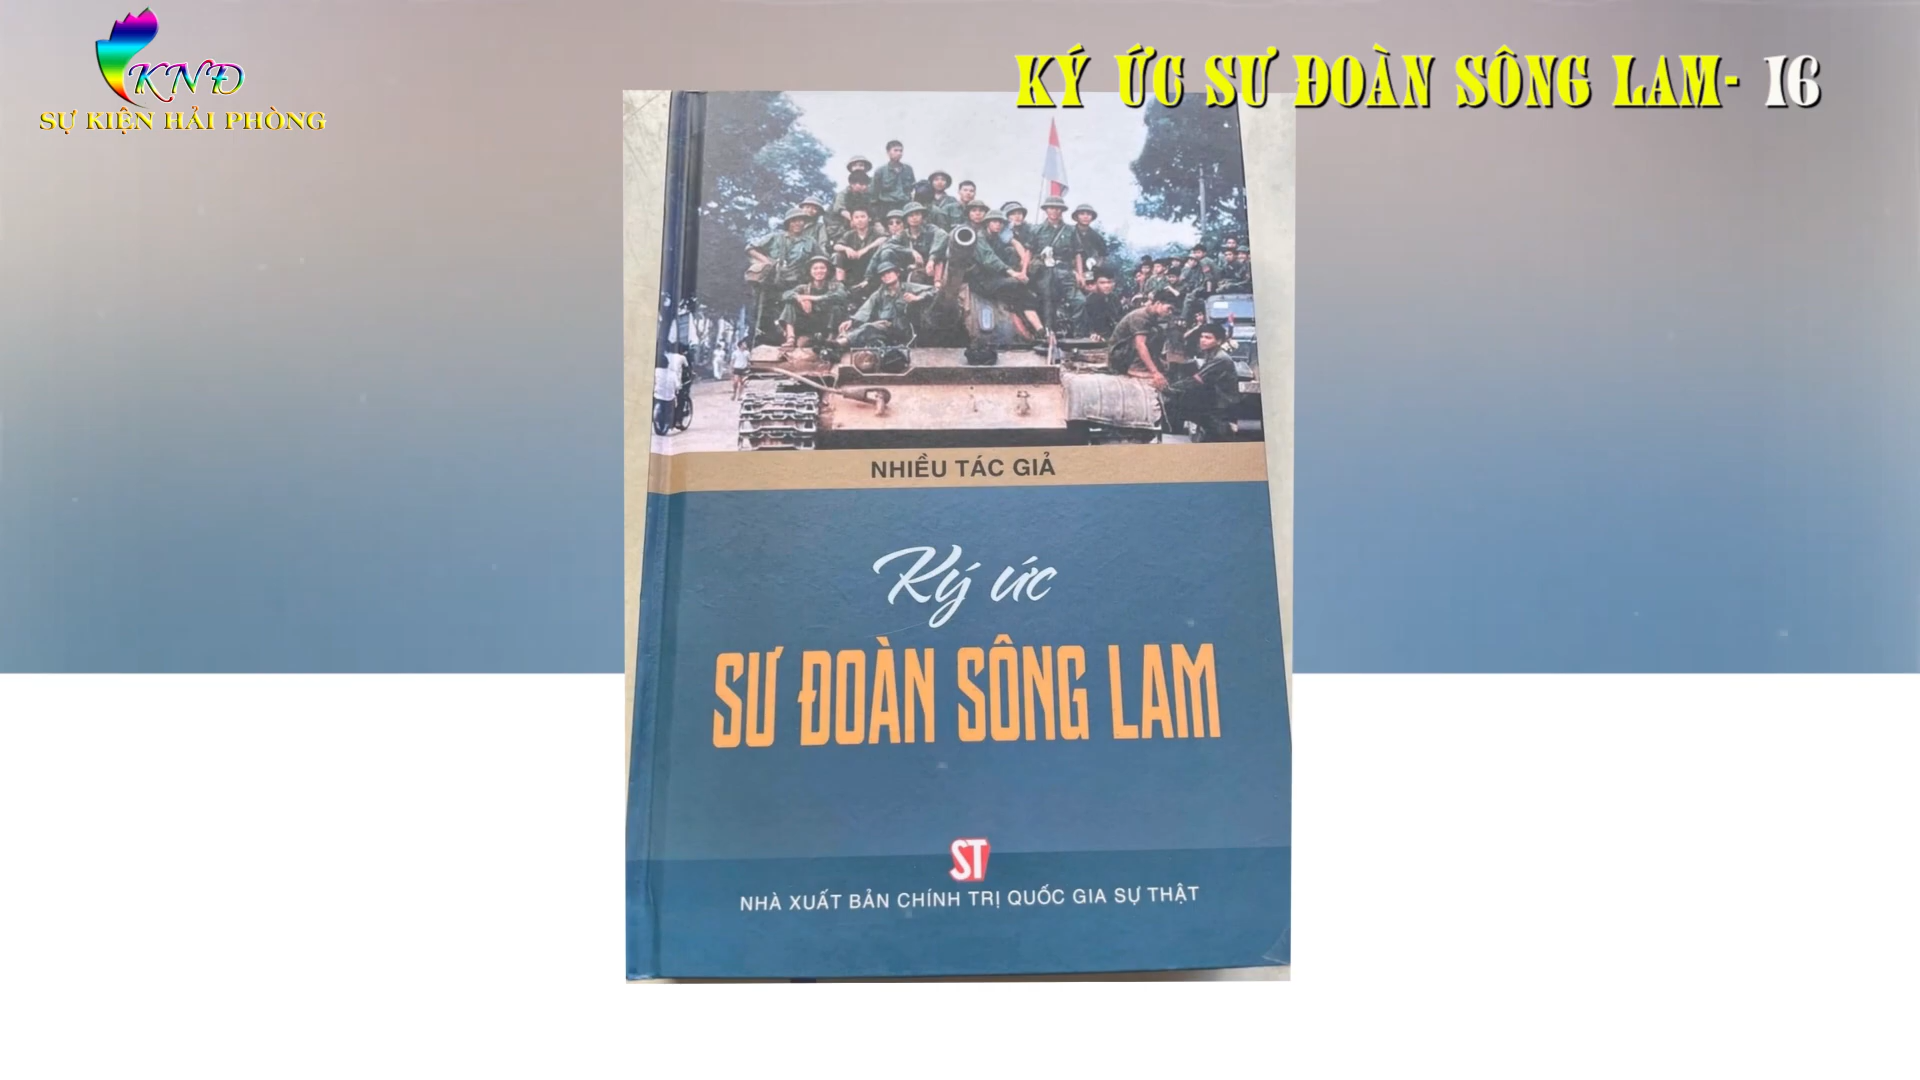 KNĐ
SỰ KIỆN HẢI PHÒNG
KÝ ỨC SƯ ĐOÀN SÔNG LAM- 16
NHIỀU TÁC GIẢ
Ký ức
SƯ ĐOÀN SÔNG LAM
ST
NHÀ XUẤT BẢN CHÍNH TRỊ QUỐC GIA SỰ THẬT